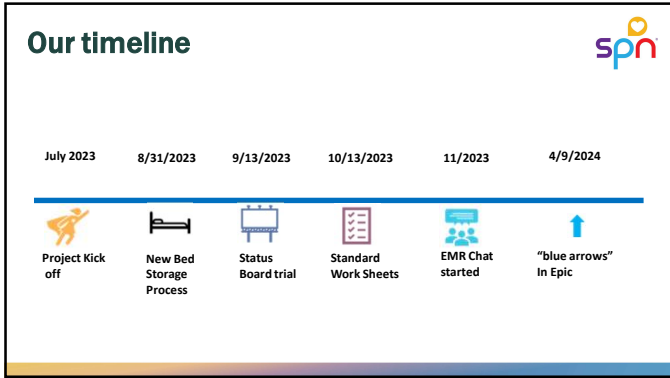 Our timeline
spn
July 2023
8/31/2023
9/13/2023
10/13/2023
11/2023
4/9/2024
Project Kick
off
New Bed
Storage
Process
Status
Board trial
Standard
Work Sheets
EMR Chat
started
“blue arrows”
In Epic